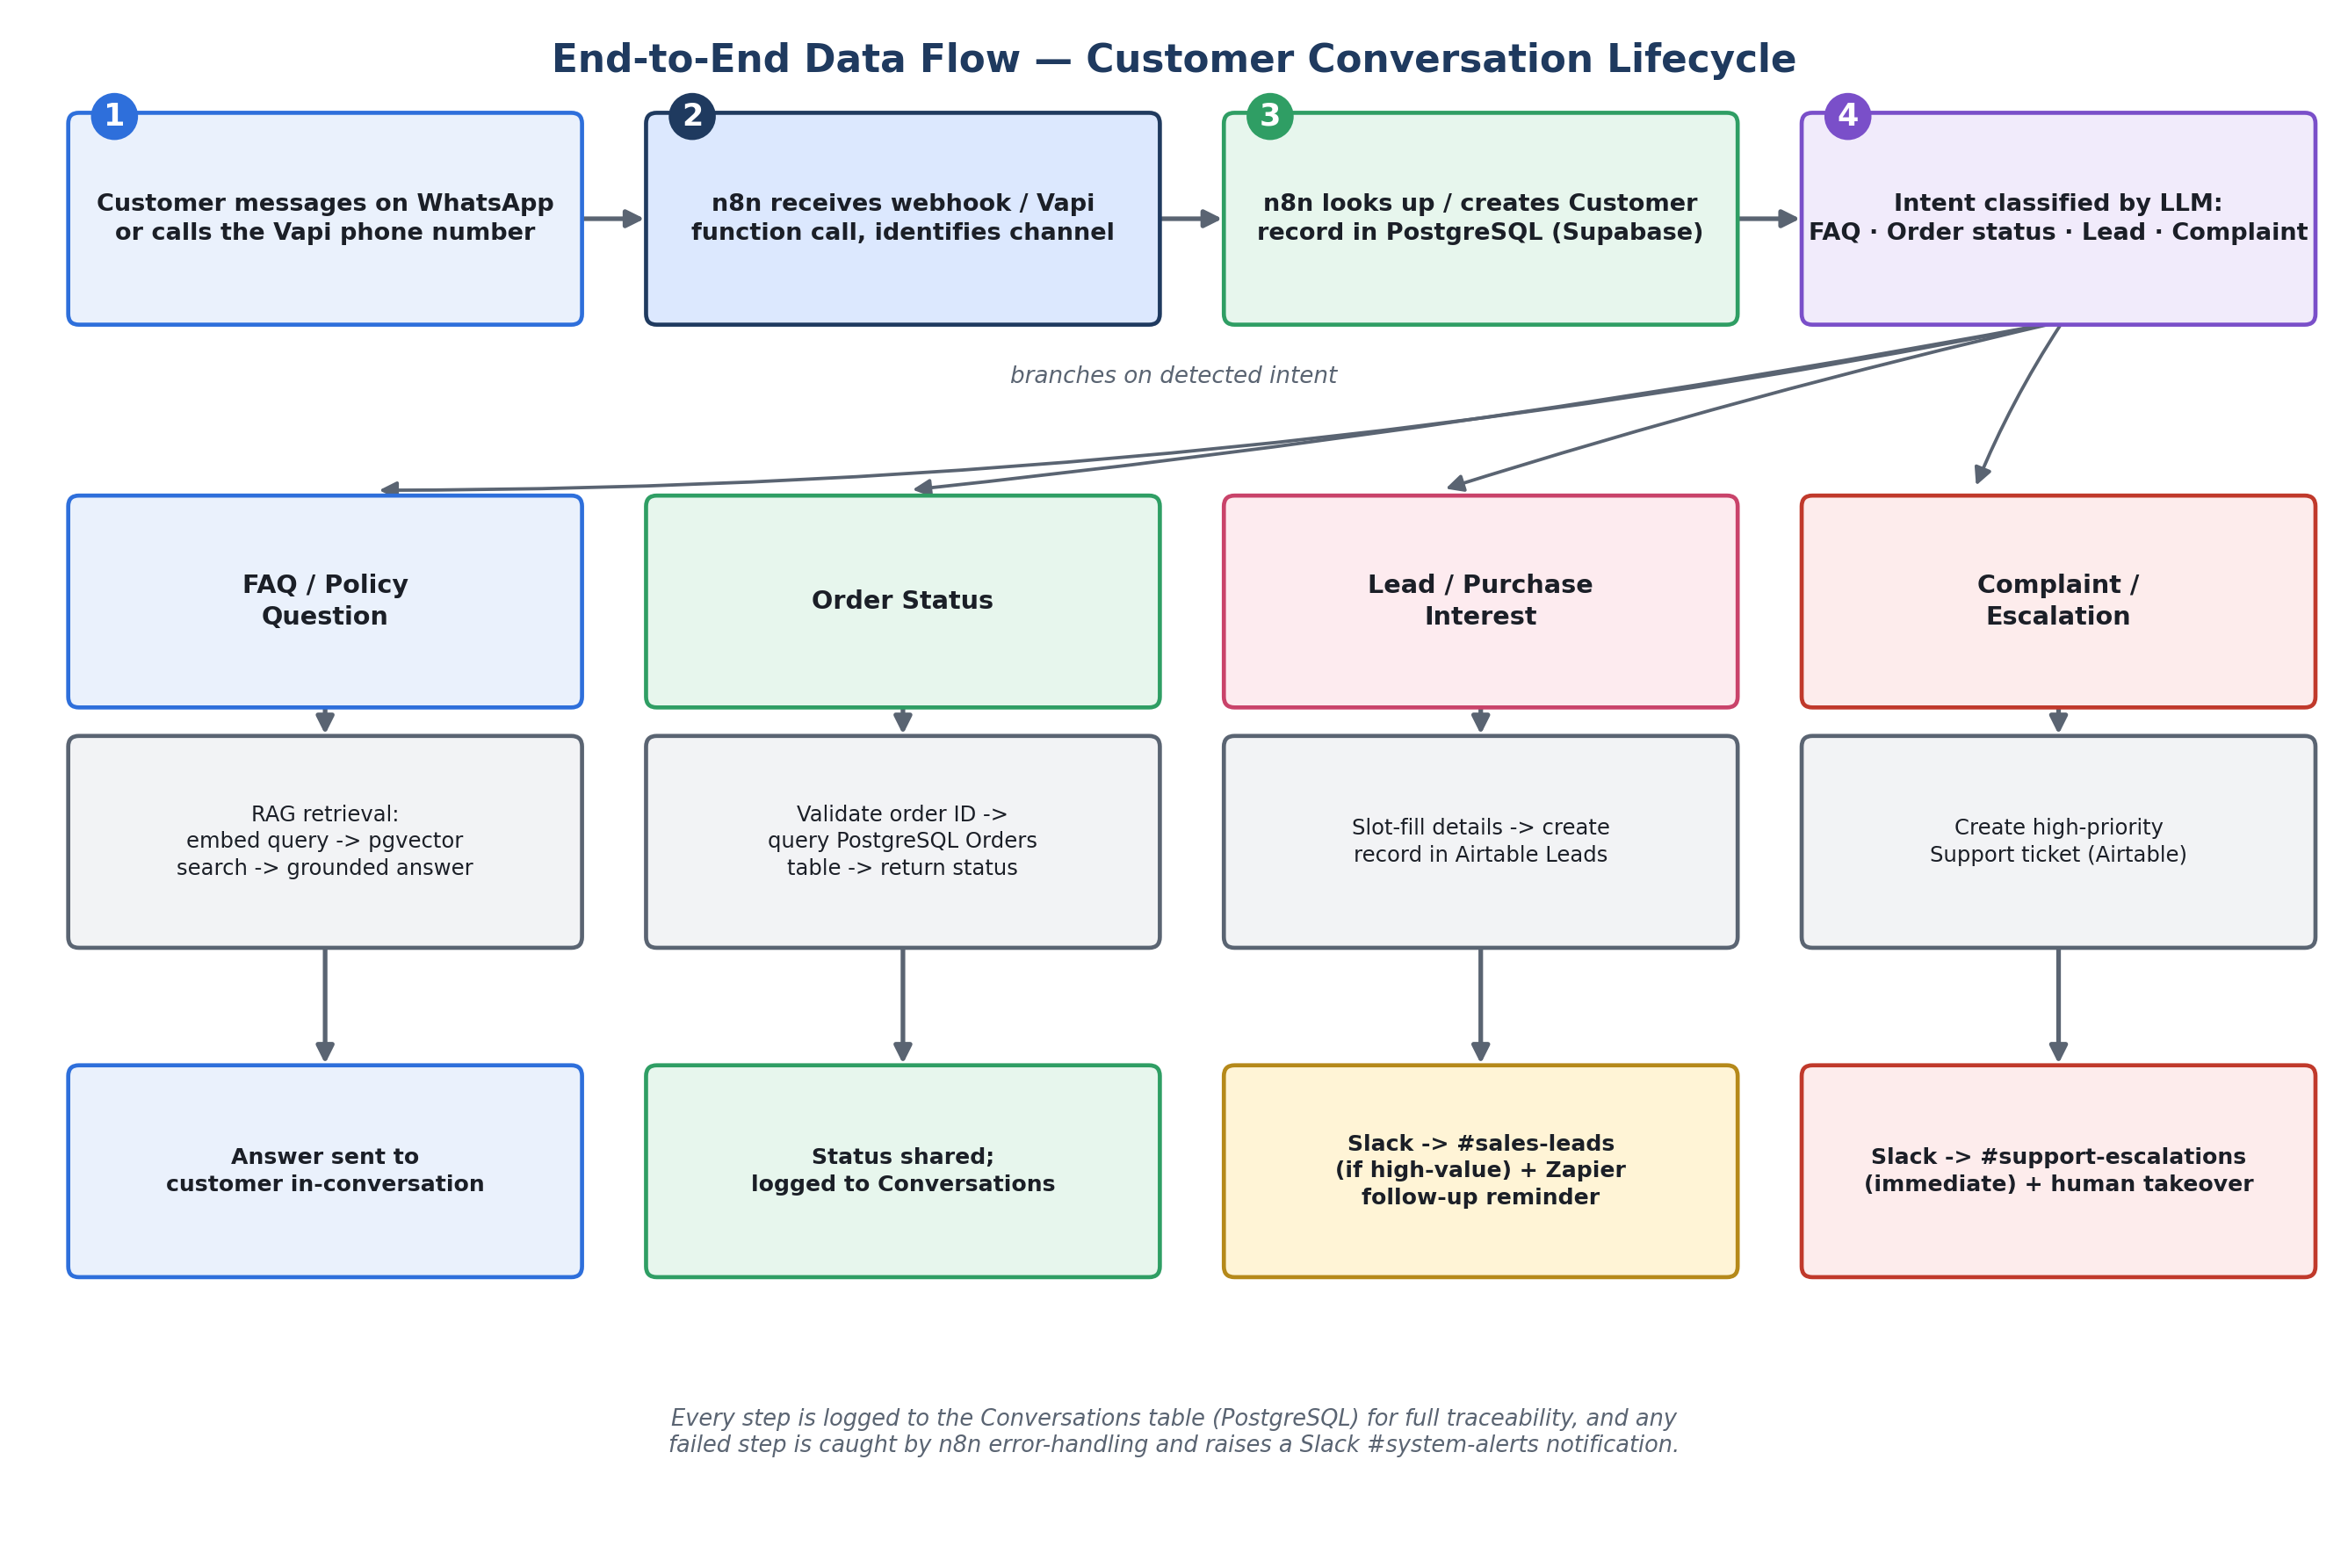 End-to-End Data Flow — Customer Conversation Lifecycle
1
Customer messages on WhatsApp
or calls the Vapi phone number
2
n8n receives webhook / Vapi
function call, identifies channel
3
n8n looks up / creates Customer
record in PostgreSQL (Supabase)
4
Intent classified by LLM:
FAQ · Order status · Lead · Complaint
branches on detected intent
FAQ / Policy
Question
Order Status
Lead / Purchase
Interest
Complaint /
Escalation
RAG retrieval:
embed query -> pgvector
search -> grounded answer
Validate order ID ->
query PostgreSQL Orders
table -> return status
Slot-fill details -> create
record in Airtable Leads
Create high-priority
Support ticket (Airtable)
Answer sent to
customer in-conversation
Status shared;
logged to Conversations
Slack -> #sales-leads
(if high-value) + Zapier
follow-up reminder
Slack -> #support-escalations
(immediate) + human takeover
Every step is logged to the Conversations table (PostgreSQL) for full traceability, and any
failed step is caught by n8n error-handling and raises a Slack #system-alerts notification.